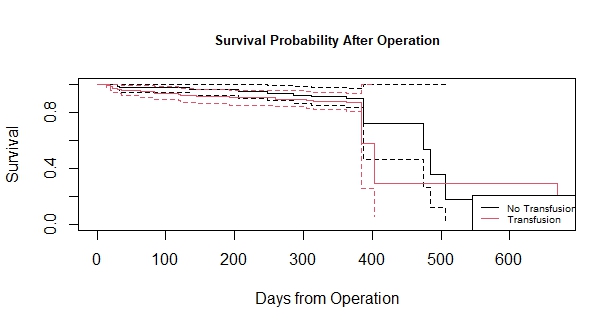 Survival Probability After Operation
Survival
0.8
0.4
0.0
No Transfusion
Transfusion
0 100 200 300 400 500 600
Days from Operation